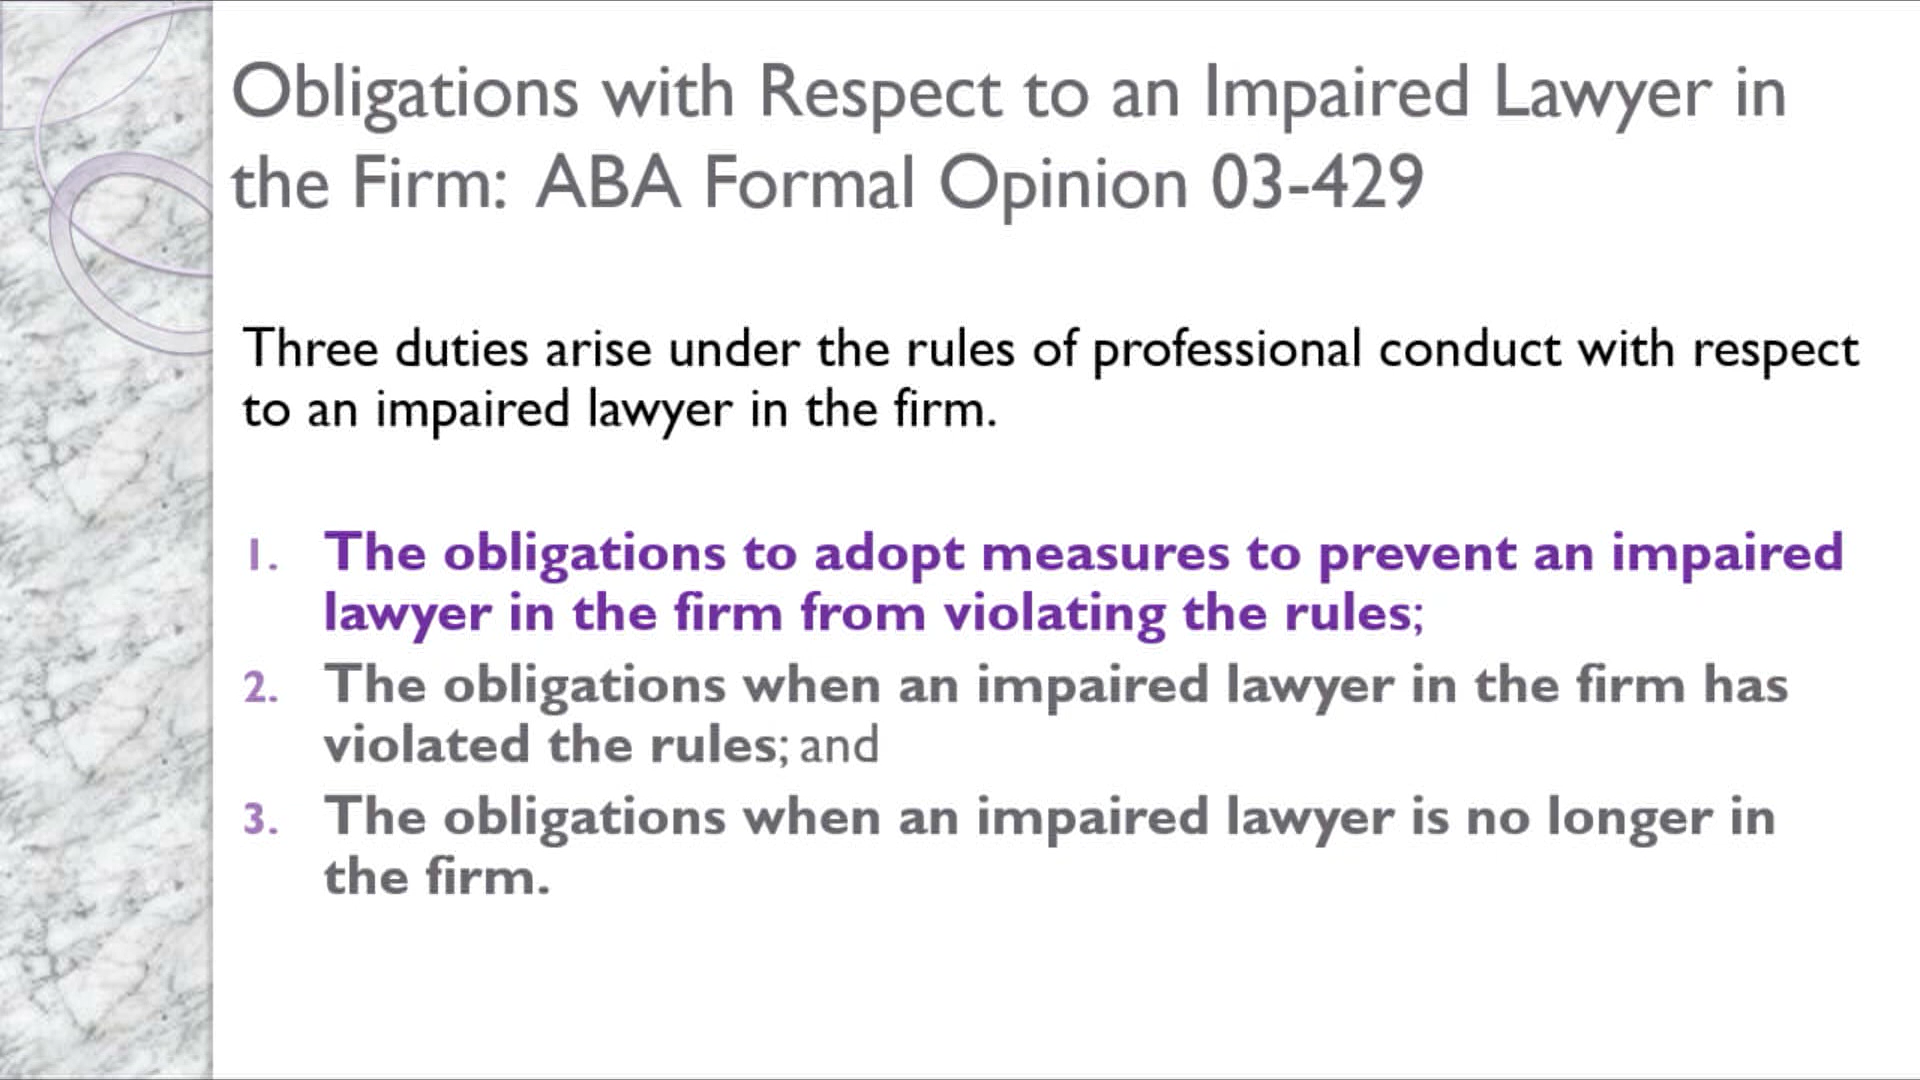 Obligations with Respect to an Impaired Lawyer in
the Firm: ABA Formal Opinion 03-429
Three duties arise under the rules of professional conduct with respect
to an impaired lawyer in the firm.
1. The obligations to adopt measures to prevent an impaired
lawyer in the firm from violating the rules;
2. The obligations when an impaired lawyer in the firm has
violated the rules; and
3. The obligations when an impaired lawyer is no longer in
the firm.